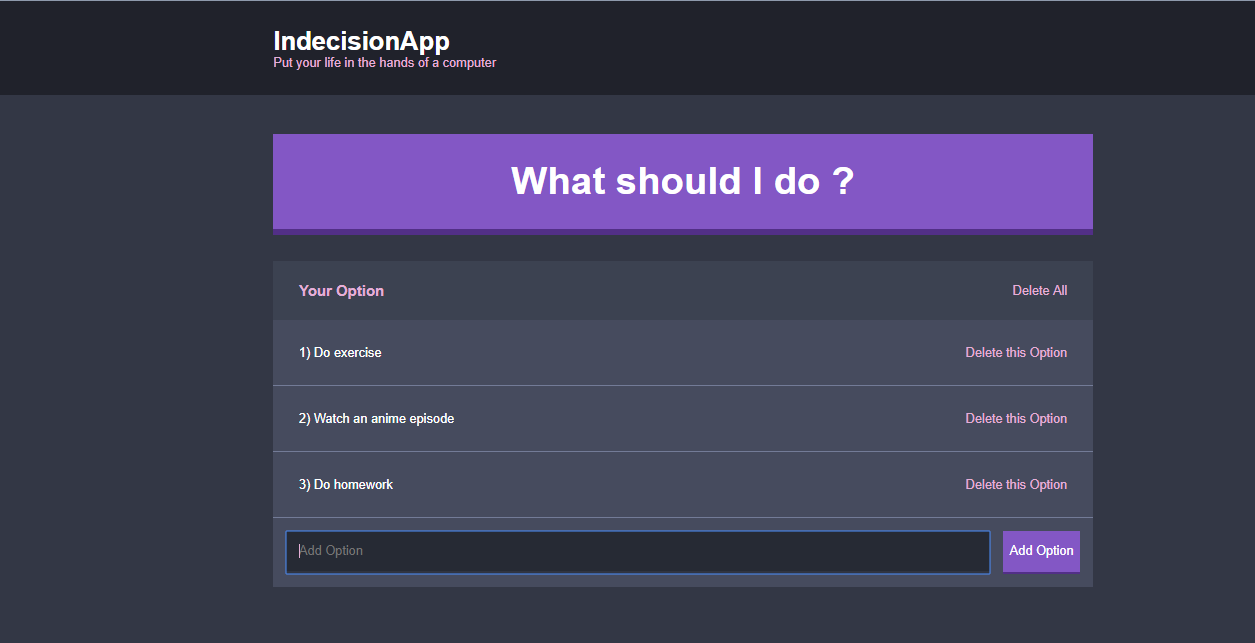 IndecisionApp
Put your life in the hands of a computer
What should I do ?
Your Option Delete All
1) Do exercise Delete this Option
2) Watch an anime episode Delete this Option
3) Do homework Delete this Option
Add Option Add Option